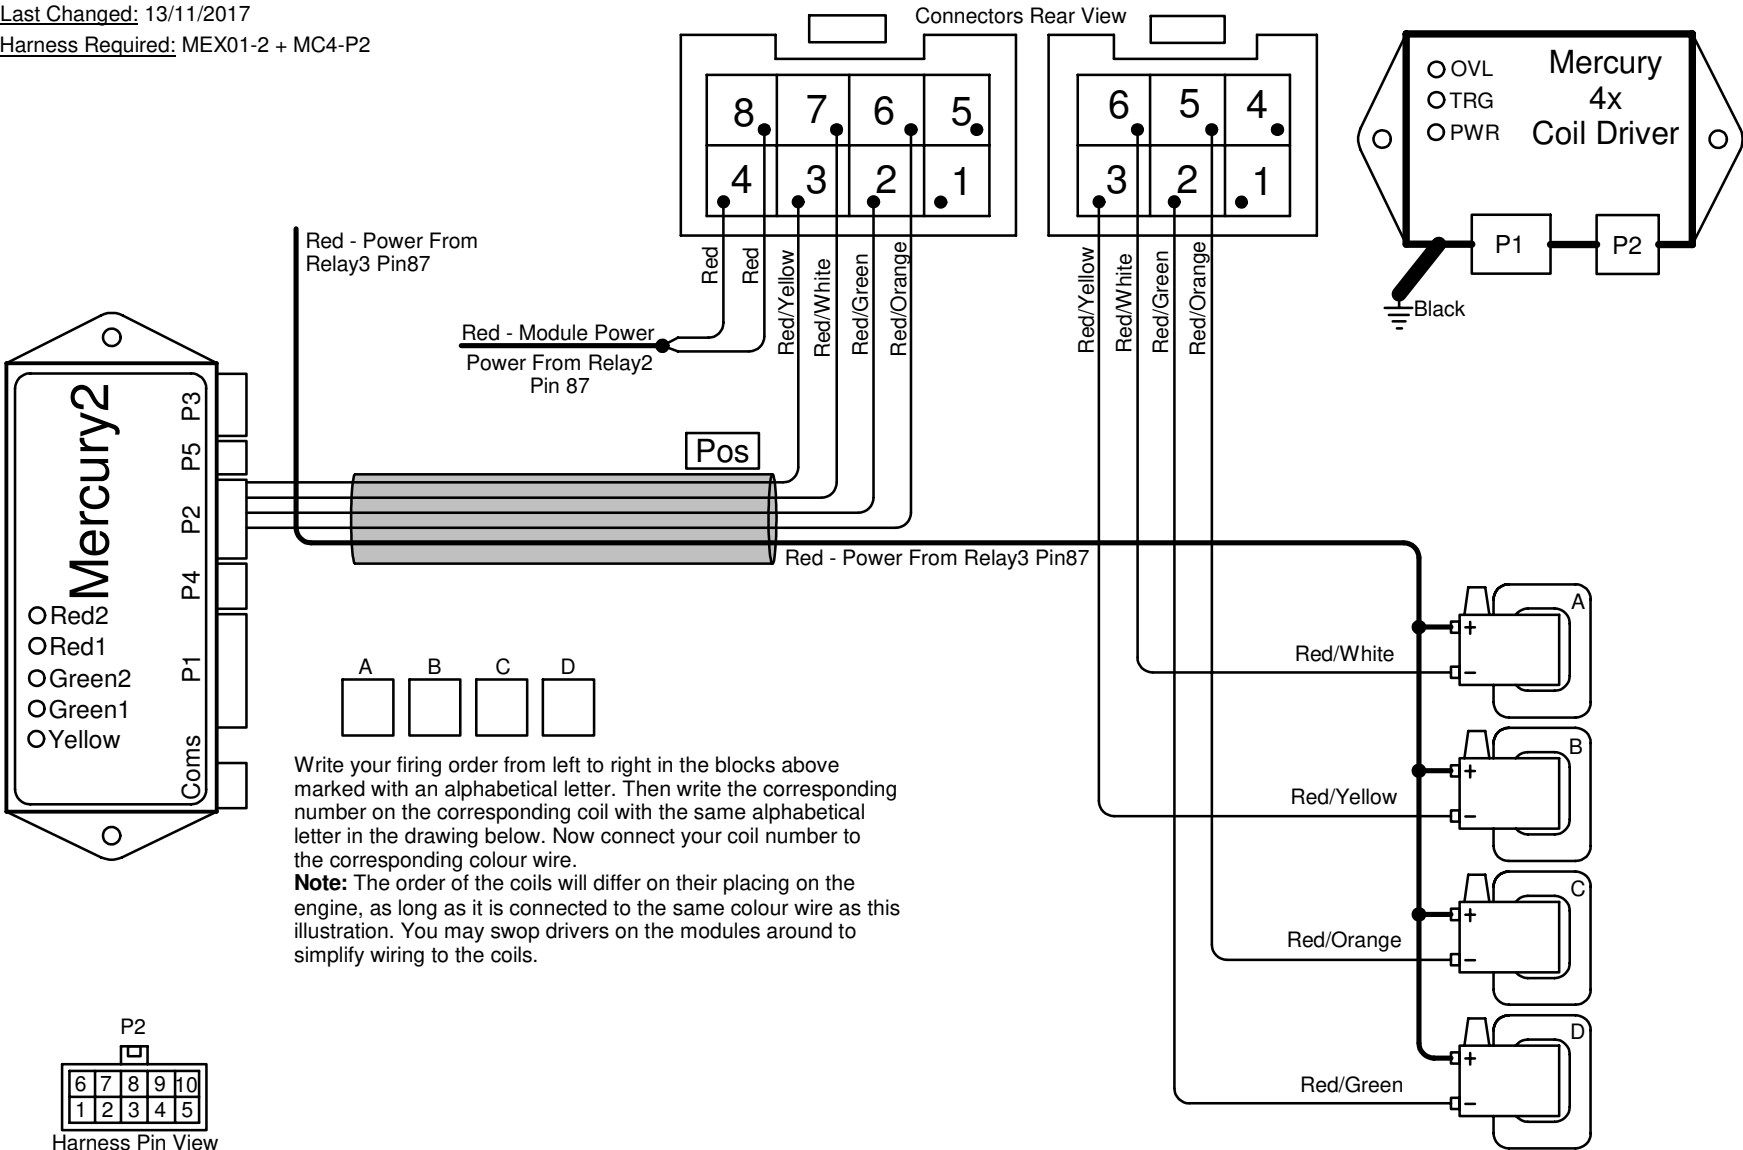 Last Changed: 13/11/2017
Harness Required: MEX01-2 + MC4-P2
Connectors Rear View
8 7 6 5
4 3 2 1
6 5 4
3 2 1
OVL
TRG
PWR
Mercury
4x
Coil Driver
P1
P2
Black
Red
Red
Red/Yellow
Red/White
Red/Green
Red/Orange
Red/Yellow
Red/White
Red/Green
Red/Orange
Red - Power From
Relay3 Pin87
Red - Module Power
Power From Relay2
Pin 87
Pos
Red - Power From Relay3 Pin87
Mercury2
P3
P5
P2
P4
P1
Coms
Red2
Red1
Green2
Green1
Yellow
A B C D
Write your firing order from left to right in the blocks above
marked with an alphabetical letter. Then write the corresponding
number on the corresponding coil with the same alphabetical
letter in the drawing below. Now connect your coil number to
the corresponding colour wire.
Note: The order of the coils will differ on their placing on the
engine, as long as it is connected to the same colour wire as this
illustration. You may swop drivers on the modules around to
simplify wiring to the coils.
A
+
Red/White
-
B
+
Red/Yellow
-
C
+
Red/Orange
-
D
+
Red/Green
-
P2
6 7 8 9 10
1 2 3 4 5
Harness Pin View